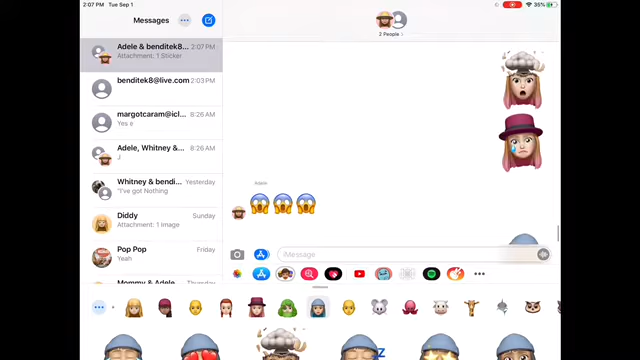 2:07 PM Tue Sep 1
35%
Messages
2 People
Adele & benditek8... 2:07 PM
Attachment: 1 Sticker
benditek8@live.com 2:03 PM
margotcaram@icl... 8:26 AM
Yes e
Adele, Whitney &... 8:26 AM
J
Whitney & bendi... Yesterday
"I've got Nothing
Diddy Sunday
Attachment: 1 Image
Pop Pop Friday
Yeah
Mommy & Adele
Adele
iMessage
Z